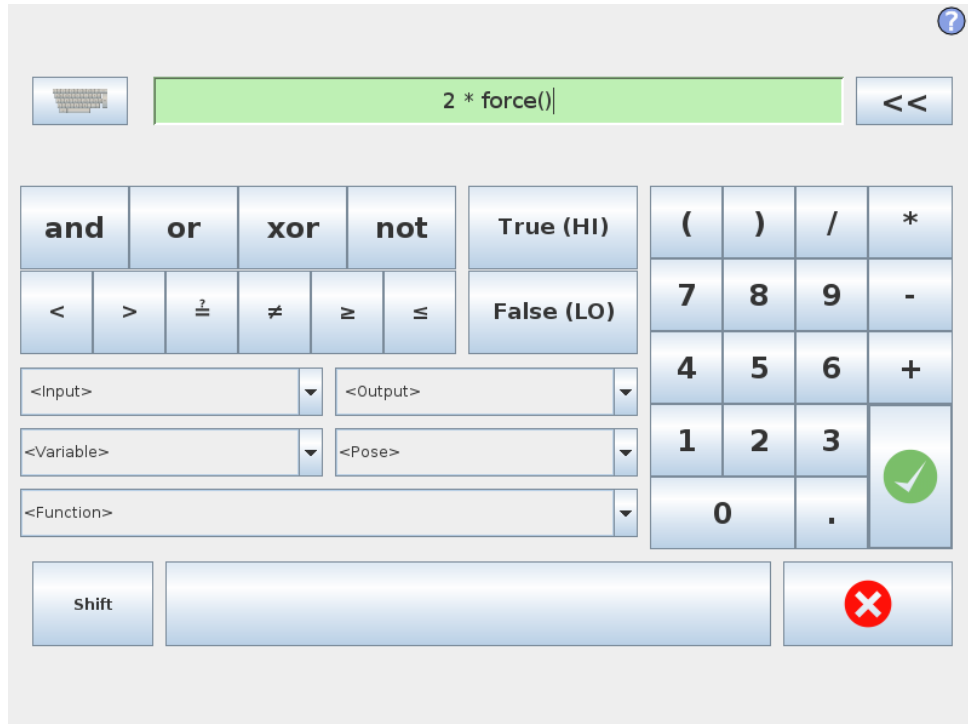 ?
2 * force()
<<
and or xor not True (HI) ( ) / *
< > ≟ ≠ ≥ ≤ False (LO) 7 8 9 -
<Input> <Output> 4 5 6 +
<Variable> <Pose> 1 2 3
<Function> 0 .
Shift